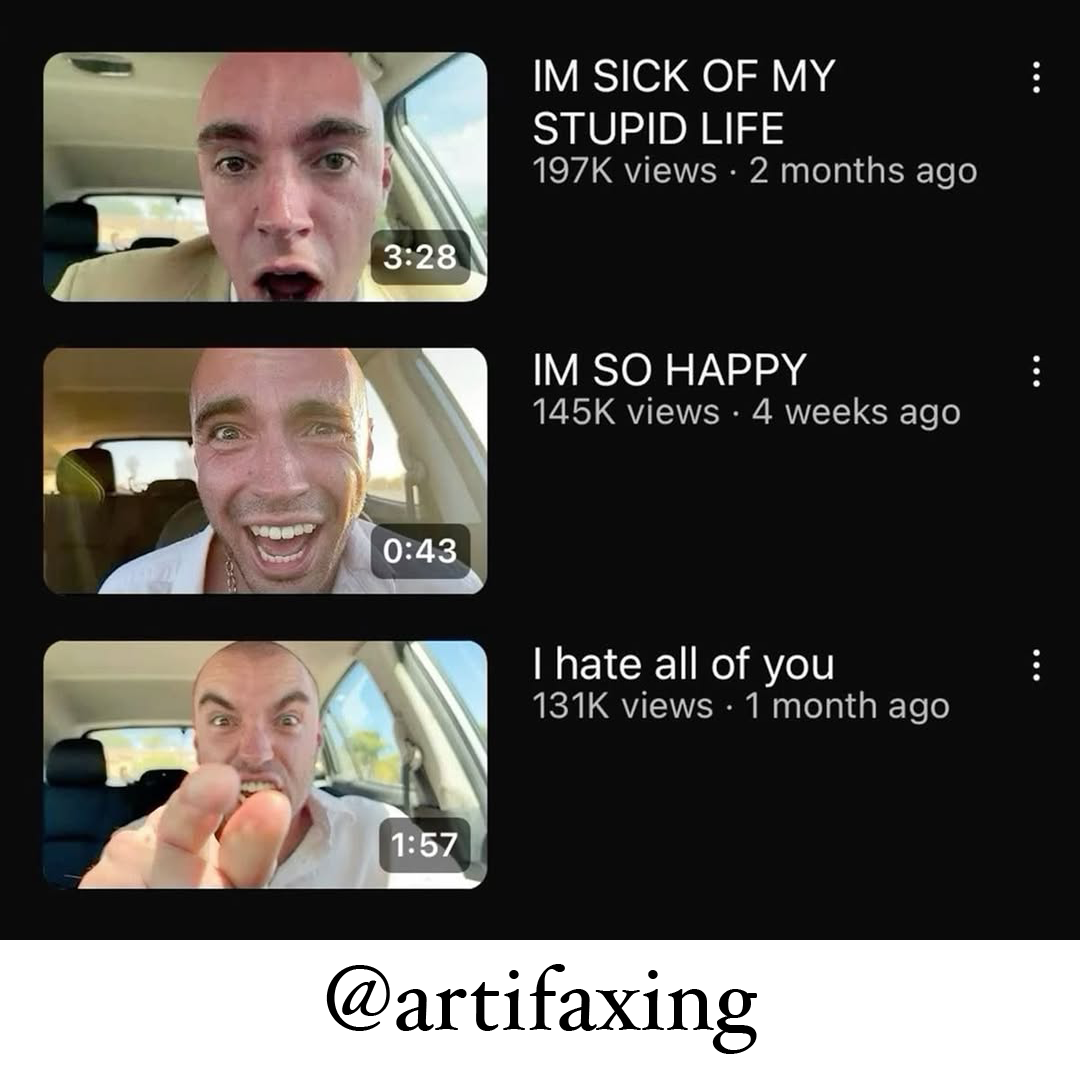 IM SICK OF MY
STUPID LIFE
197K views · 2 months ago
3:28
IM SO HAPPY
145K views · 4 weeks ago
0:43
I hate all of you
131K views · 1 month ago
1:57
@artifaxing